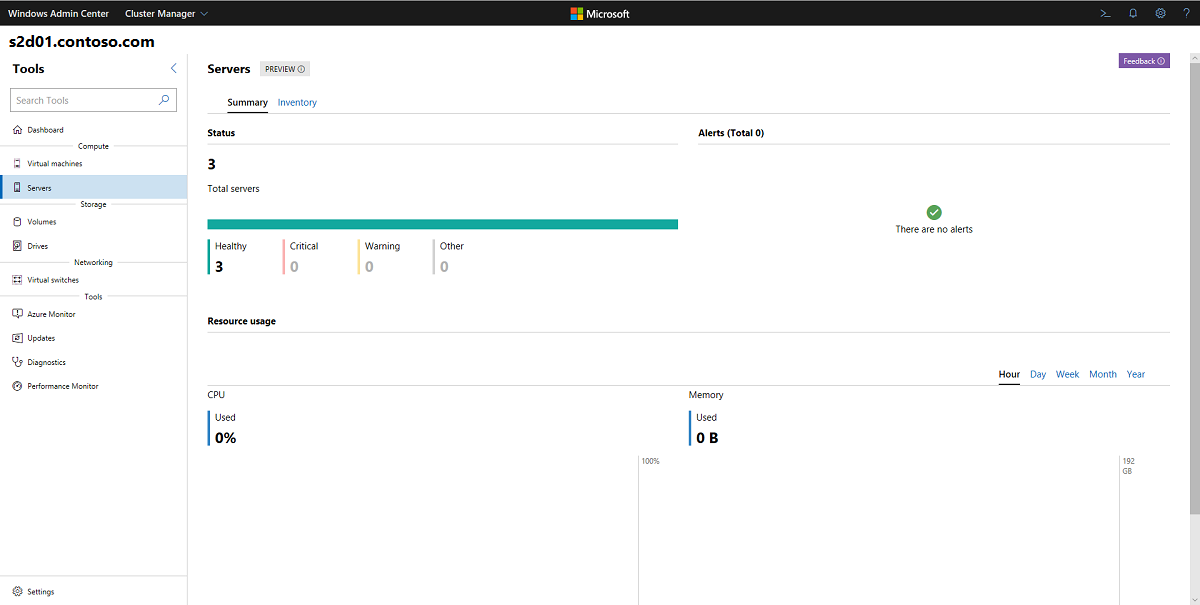 Windows Admin Center Cluster Manager Microsoft
s2d01.contoso.com
Tools
Search Tools
Dashboard
Compute
Virtual machines
Servers
Storage
Volumes
Drives
Networking
Virtual switches
Tools
Azure Monitor
Updates
Diagnostics
Performance Monitor
Settings
Servers PREVIEW
Feedback
Summary Inventory
Status
3
Total servers
Healthy Critical Warning Other
3 0 0 0
Alerts (Total 0)
There are no alerts
Resource usage
Hour Day Week Month Year
CPU
Used
0%
100%
Memory
Used
0 B
192
GB